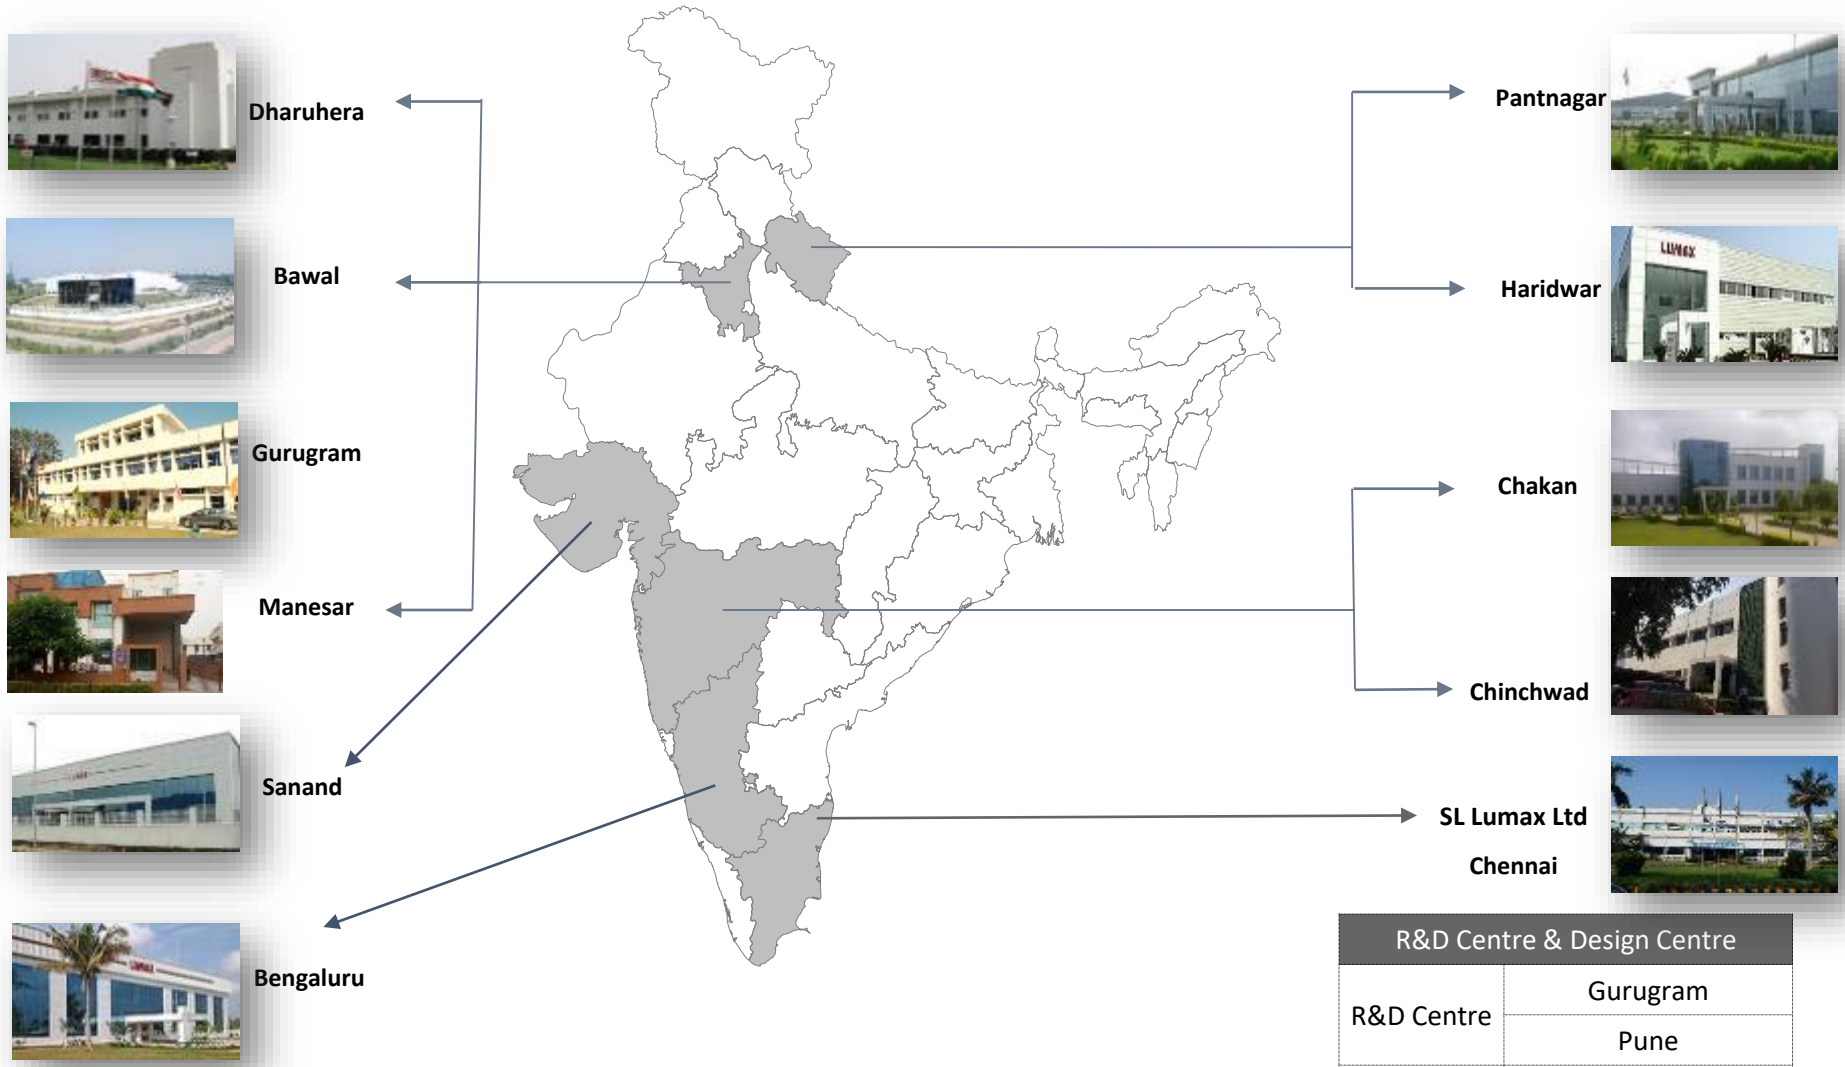 Dharuhera
Bawal
Gurugram
Manesar
Sanand
Bengaluru
Pantnagar
Haridwar
LUMAX
Chakan
Chinchwad
SL Lumax Ltd
Chennai
LUMAX
R&D Centre & Design Centre
R&D Centre
Gurugram
Pune